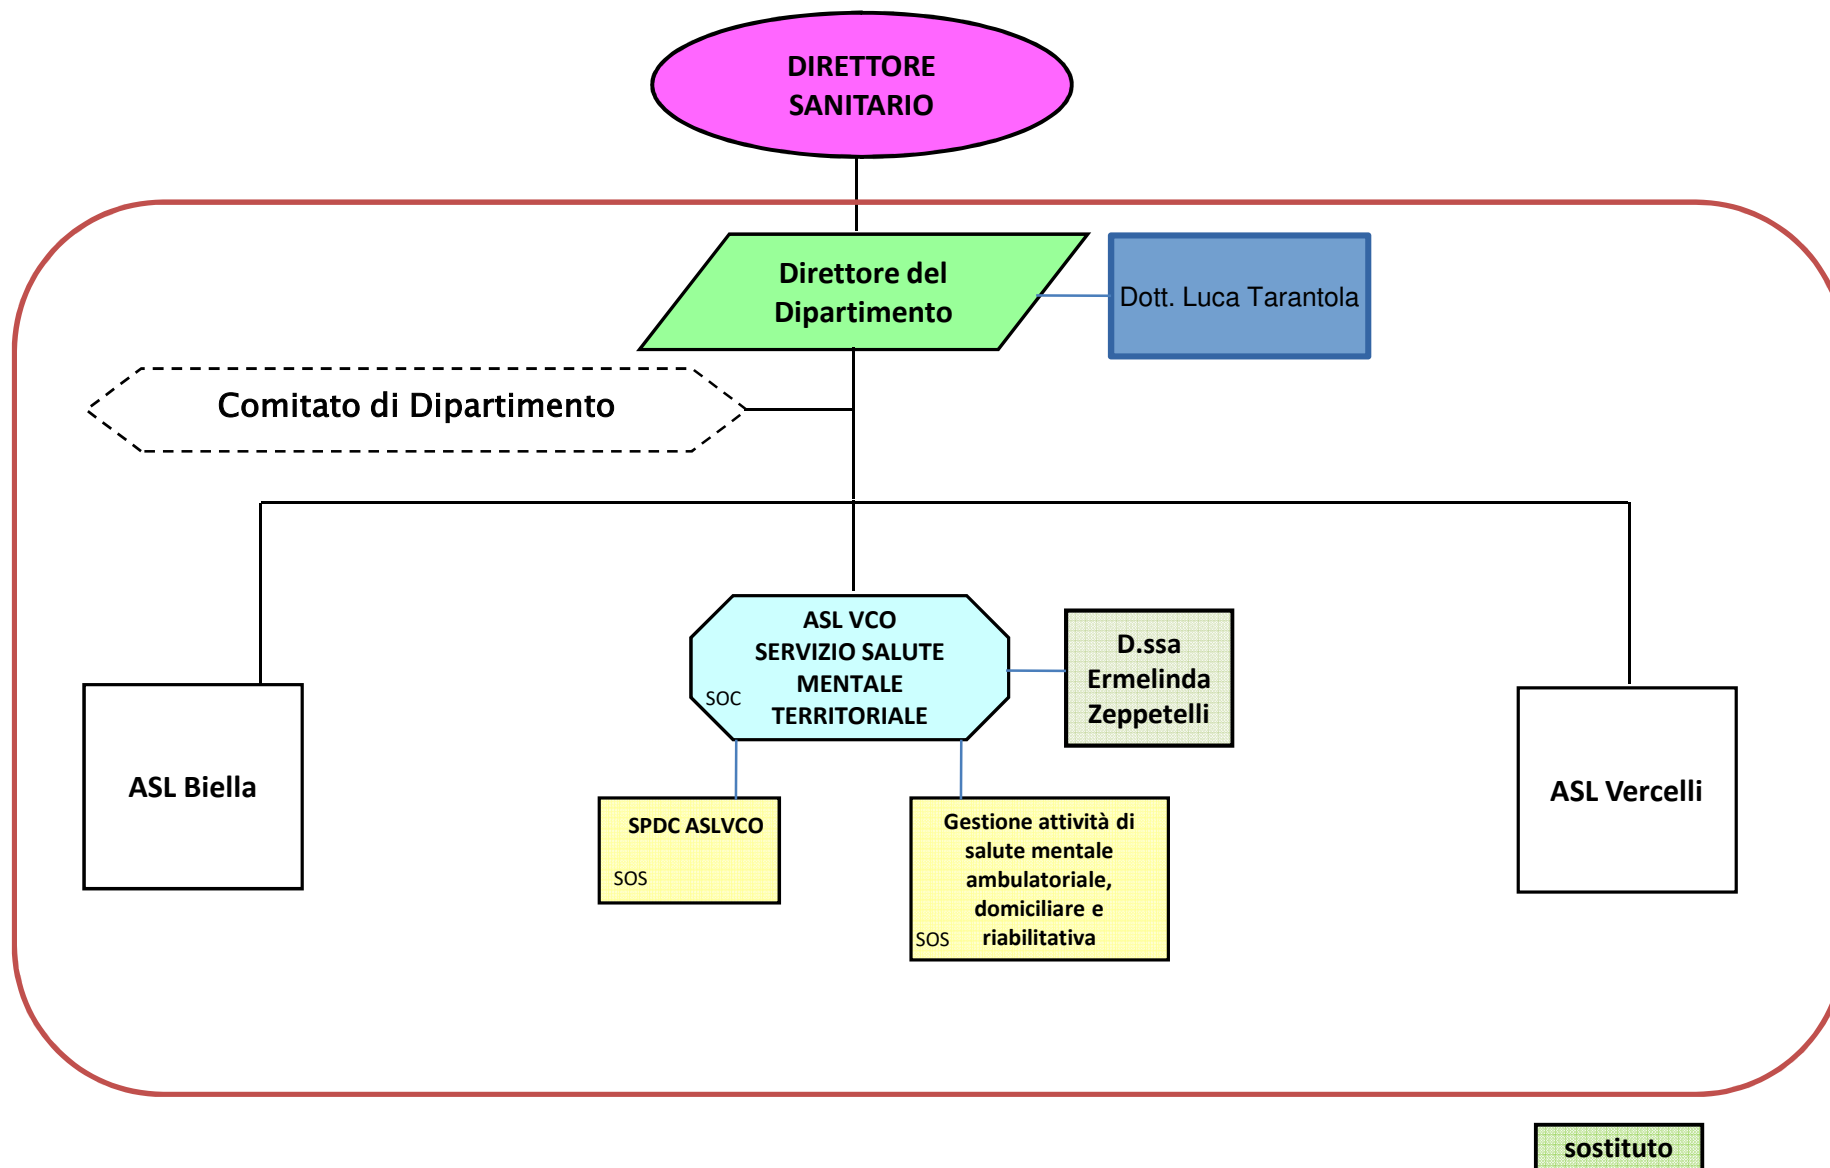 DIRETTORE
SANITARIO
Direttore del
Dipartimento
Dott. Luca Tarantola
Comitato di Dipartimento
ASL VCO
SERVIZIO SALUTE
MENTALE
TERRITORIALE
SOC
D.ssa
Ermelinda
Zeppetelli
ASL Biella
ASL Vercelli
SPDC ASLVCO
SOS
Gestione attività di
salute mentale
ambulatoriale,
domiciliare e
riabilitativa
SOS
sostituto